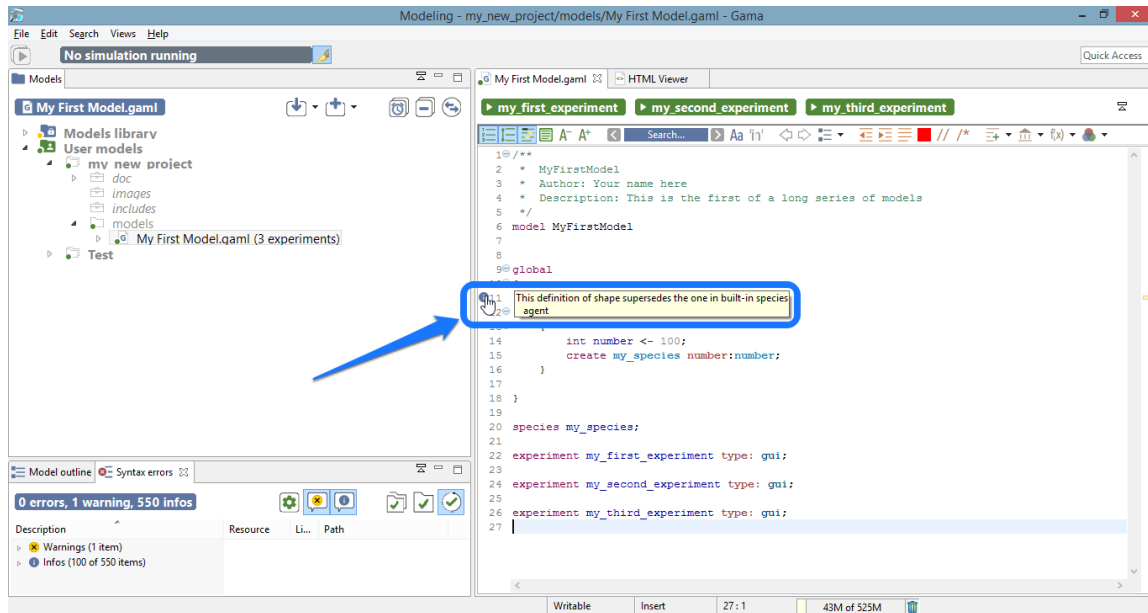 Modeling - my_new_project/models/My First Model.gaml - Gama
File Edit Search Views Help
No simulation running
Quick Access
Models
My First Model.gaml
Models library
User models
my_new_project
doc
images
includes
models
My First Model.gaml (3 experiments)
Test
My First Model.gaml
HTML Viewer
my_first_experiment
my_second_experiment
my_third_experiment
A- A+ Search... Aa "in" // /* f(x)
1 /**
2 * MyFirstModel
3 * Author: Your name here
4 * Description: This is the first of a long series of models
5 */
6 model MyFirstModel
7
8
9 global
11 This definition of shape supersedes the one in built-in species
agent
14 int number <- 100;
15 create my_species number:number;
16 }
17
18 }
19
20 species my_species;
21
22 experiment my_first_experiment type: gui;
23
24 experiment my_second_experiment type: gui;
25
26 experiment my_third_experiment type: gui;
27
Model outline
Syntax errors
0 errors, 1 warning, 550 infos
Description Resource Li... Path
Warnings (1 item)
Infos (100 of 550 items)
Writable Insert 27 : 1 43M of 525M